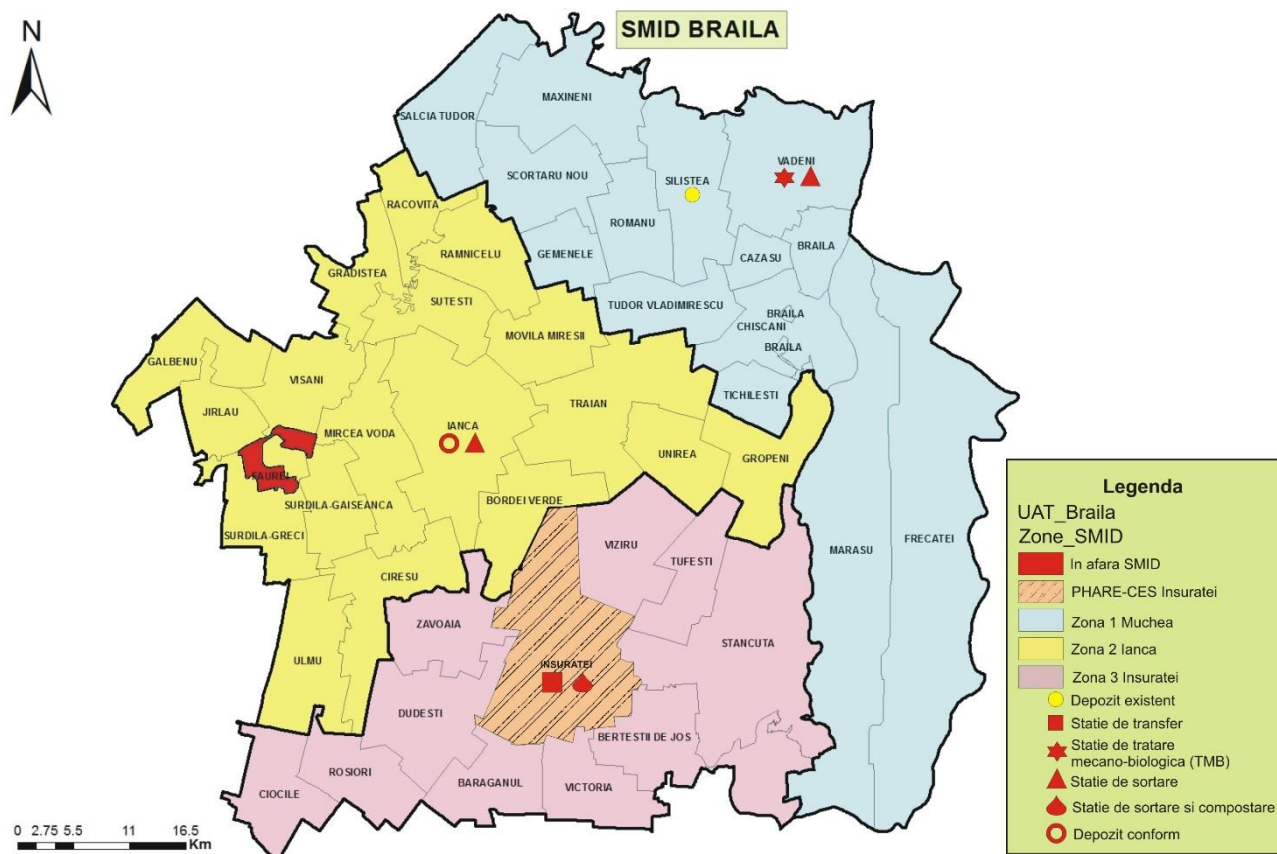 N
SMID BRAILA
MAXINENI
SALCIA TUDOR
VADENI
SCORTARU NOU
SILISTEA
RACOVITA
ROMANU
BRAILA
RAMNICELU
GEMENELE
CAZASU
GRADISTEA
SUTESTI
TUDOR VLADIMIRESCU
BRAILA
CHISCANI
MOVILA MIRESII
BRAILA
GALBENU
VISANI
TICHILESTI
JIRLAU
TRAIAN
IANCA
MIRCEA VODA
UNIREA
GROPENI
FAUREI
BORDEI VERDE
SURDILA-GAISEANCA
SURDILA-GRECI
FRECATEI
VIZIRU
MARASU
TUFESTI
CIRESU
ZAVOAIA
STANCUTA
ULMU
INSURATEI
DUDESTI
BERTESTII DE JOS
ROSIORI
BARAGANUL
VICTORIA
CIOCILE
0 2.75 5.5 11 16.5
Km
Legenda
UAT_Braila
Zone_SMID
In afara SMID
PHARE-CES Insuratei
Zona 1 Muchea
Zona 2 Ianca
Zona 3 Insuratei
Depozit existent
Statie de transfer
Statie de tratare
mecano-biologica (TMB)
Statie de sortare
Statie de sortare si compostare
Depozit conform